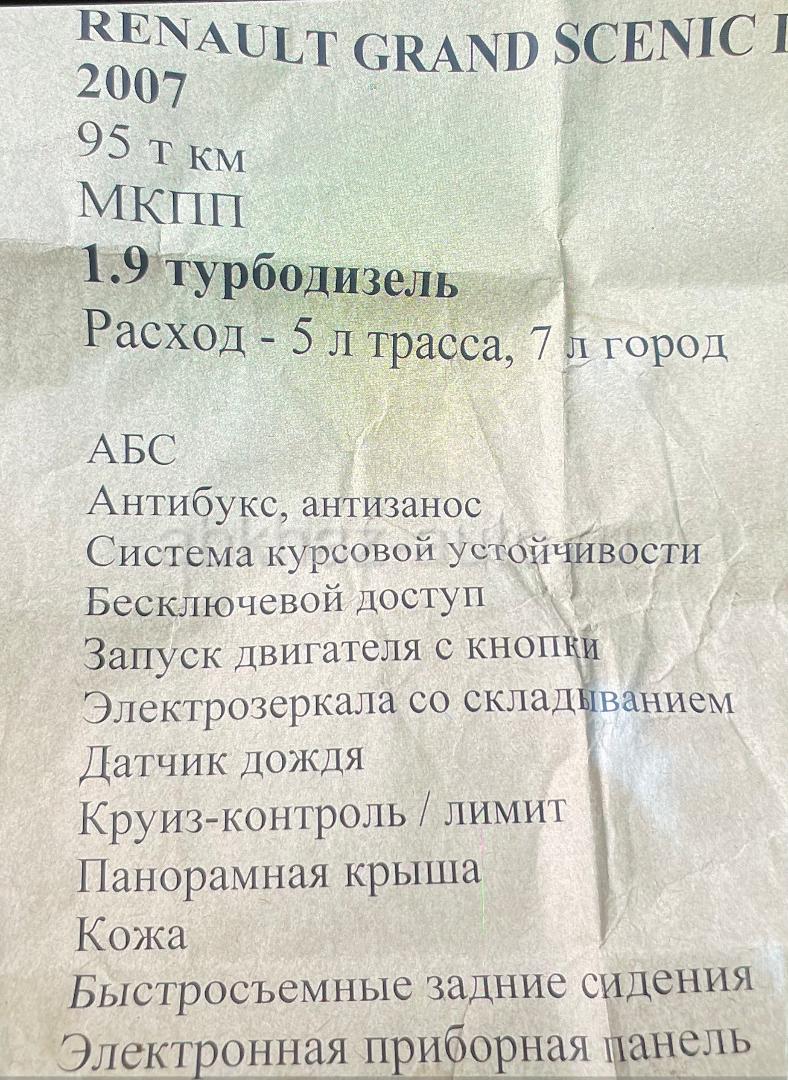 RENAULT GRAND SCENIC
2007
95 т км
МКПП
1.9 турбодизель
Расход - 5 л трасса, 7 л город
АБС
Антибукс, антизанос
Система курсовой устойчивости
Бесключевой доступ
Запуск двигателя с кнопки
Электрозеркала со складыванием
Датчик дождя
Круиз-контроль / лимит
Панорамная крыша
Кожа
Быстросъемные задние сидения
Электронная приборная панель